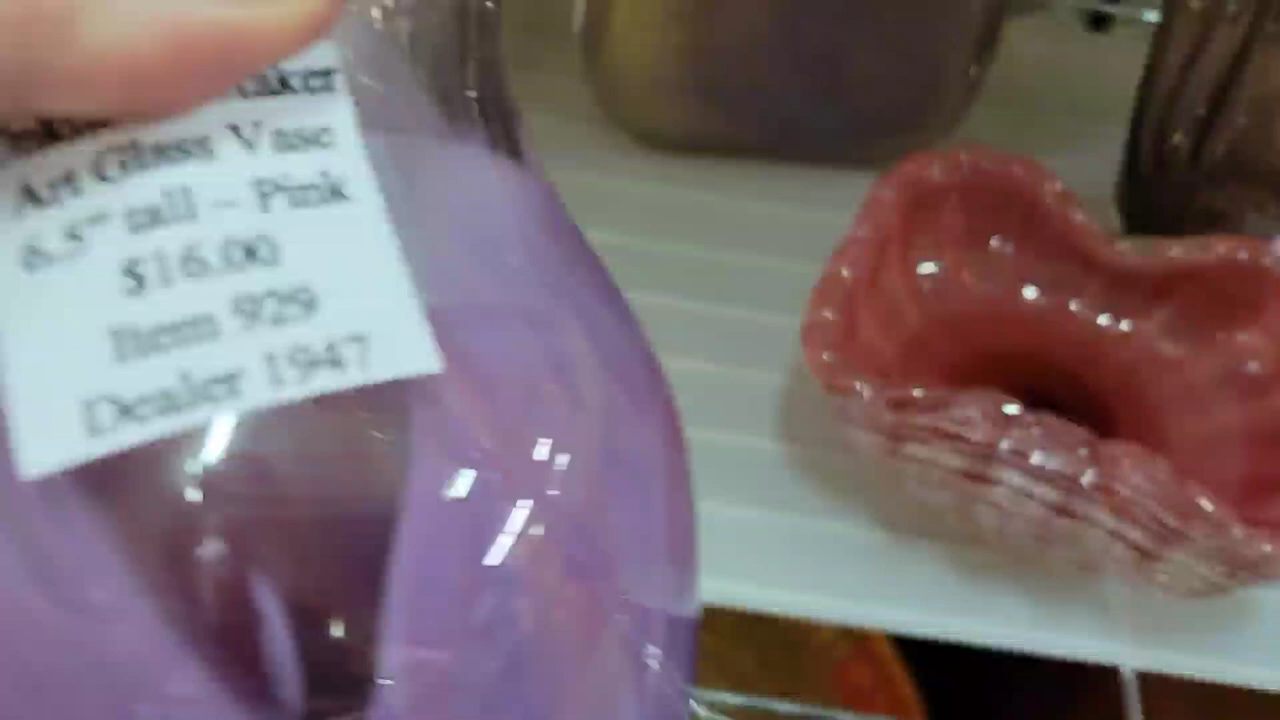 Art Glass Vase
6.5" tall – Pink
$16.00
Item 929
Dealer 1947